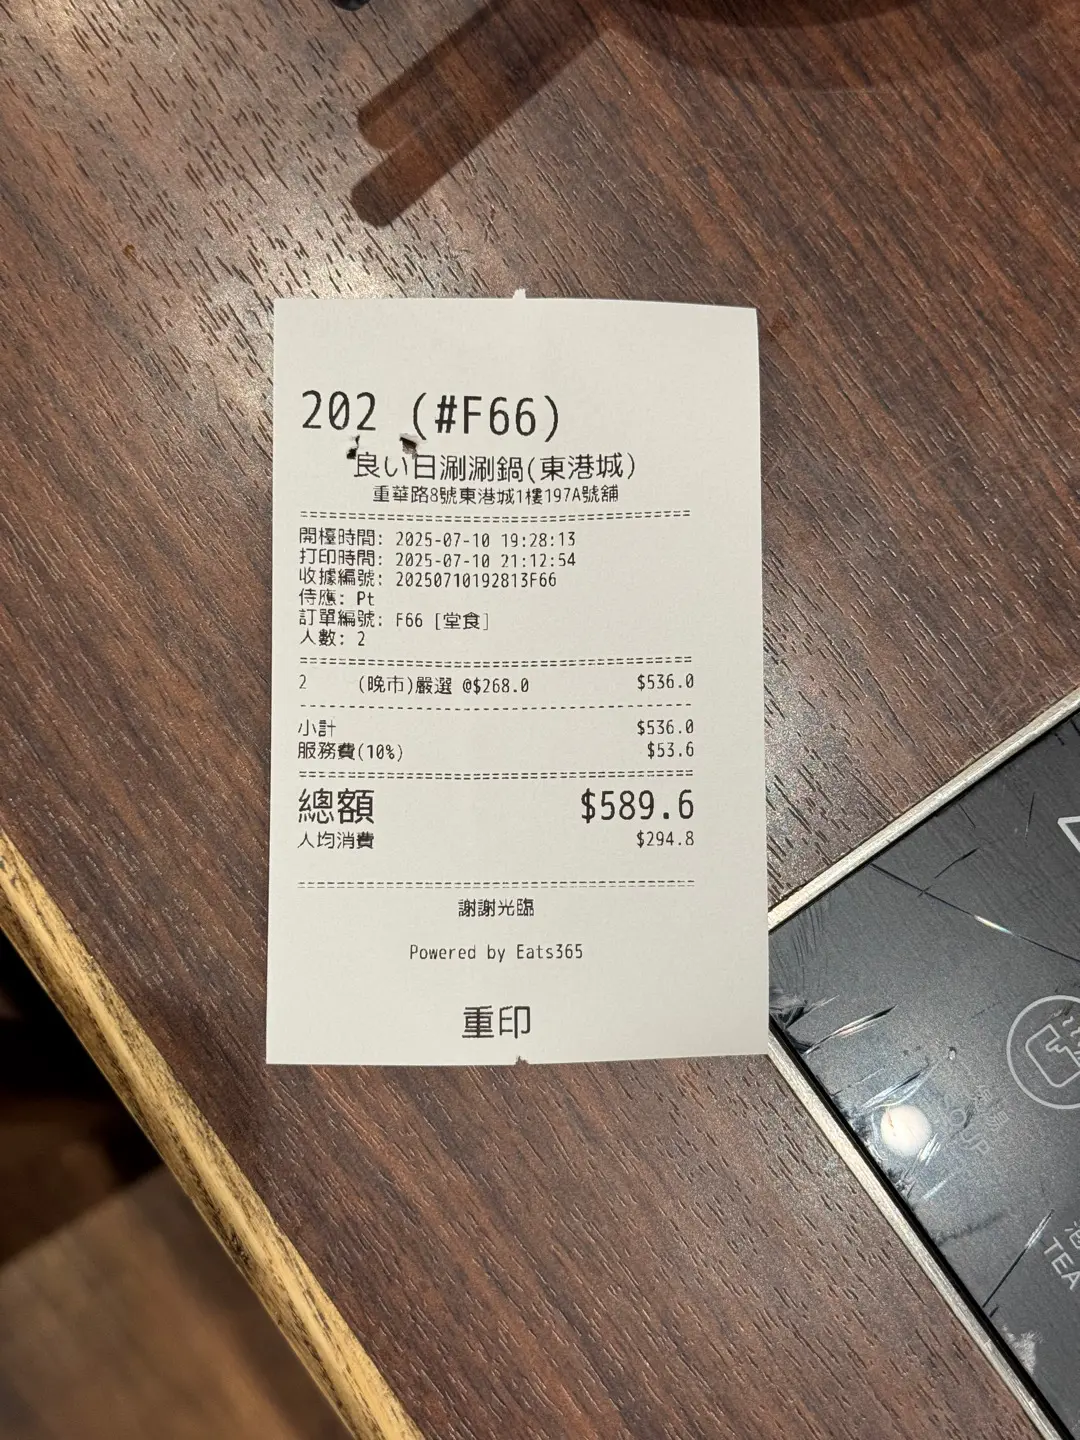 202 (#F66)
良い日涮涮鍋(東港城)
重華路8號東港城1樓197A號舖
開檯時間: 2025-07-10 19:28:13
打印時間: 2025-07-10 21:12:54
收據編號: 20250710192813F66
侍應: Pt
訂單編號: F66 [堂食]
人數: 2
2 (晚市)嚴選 @$268.0 $536.0
小計 $536.0
服務費(10%) $53.6
總額 $589.6
人均消費 $294.8
謝謝光臨
Powered by Eats365
重印
SOUP
TEA